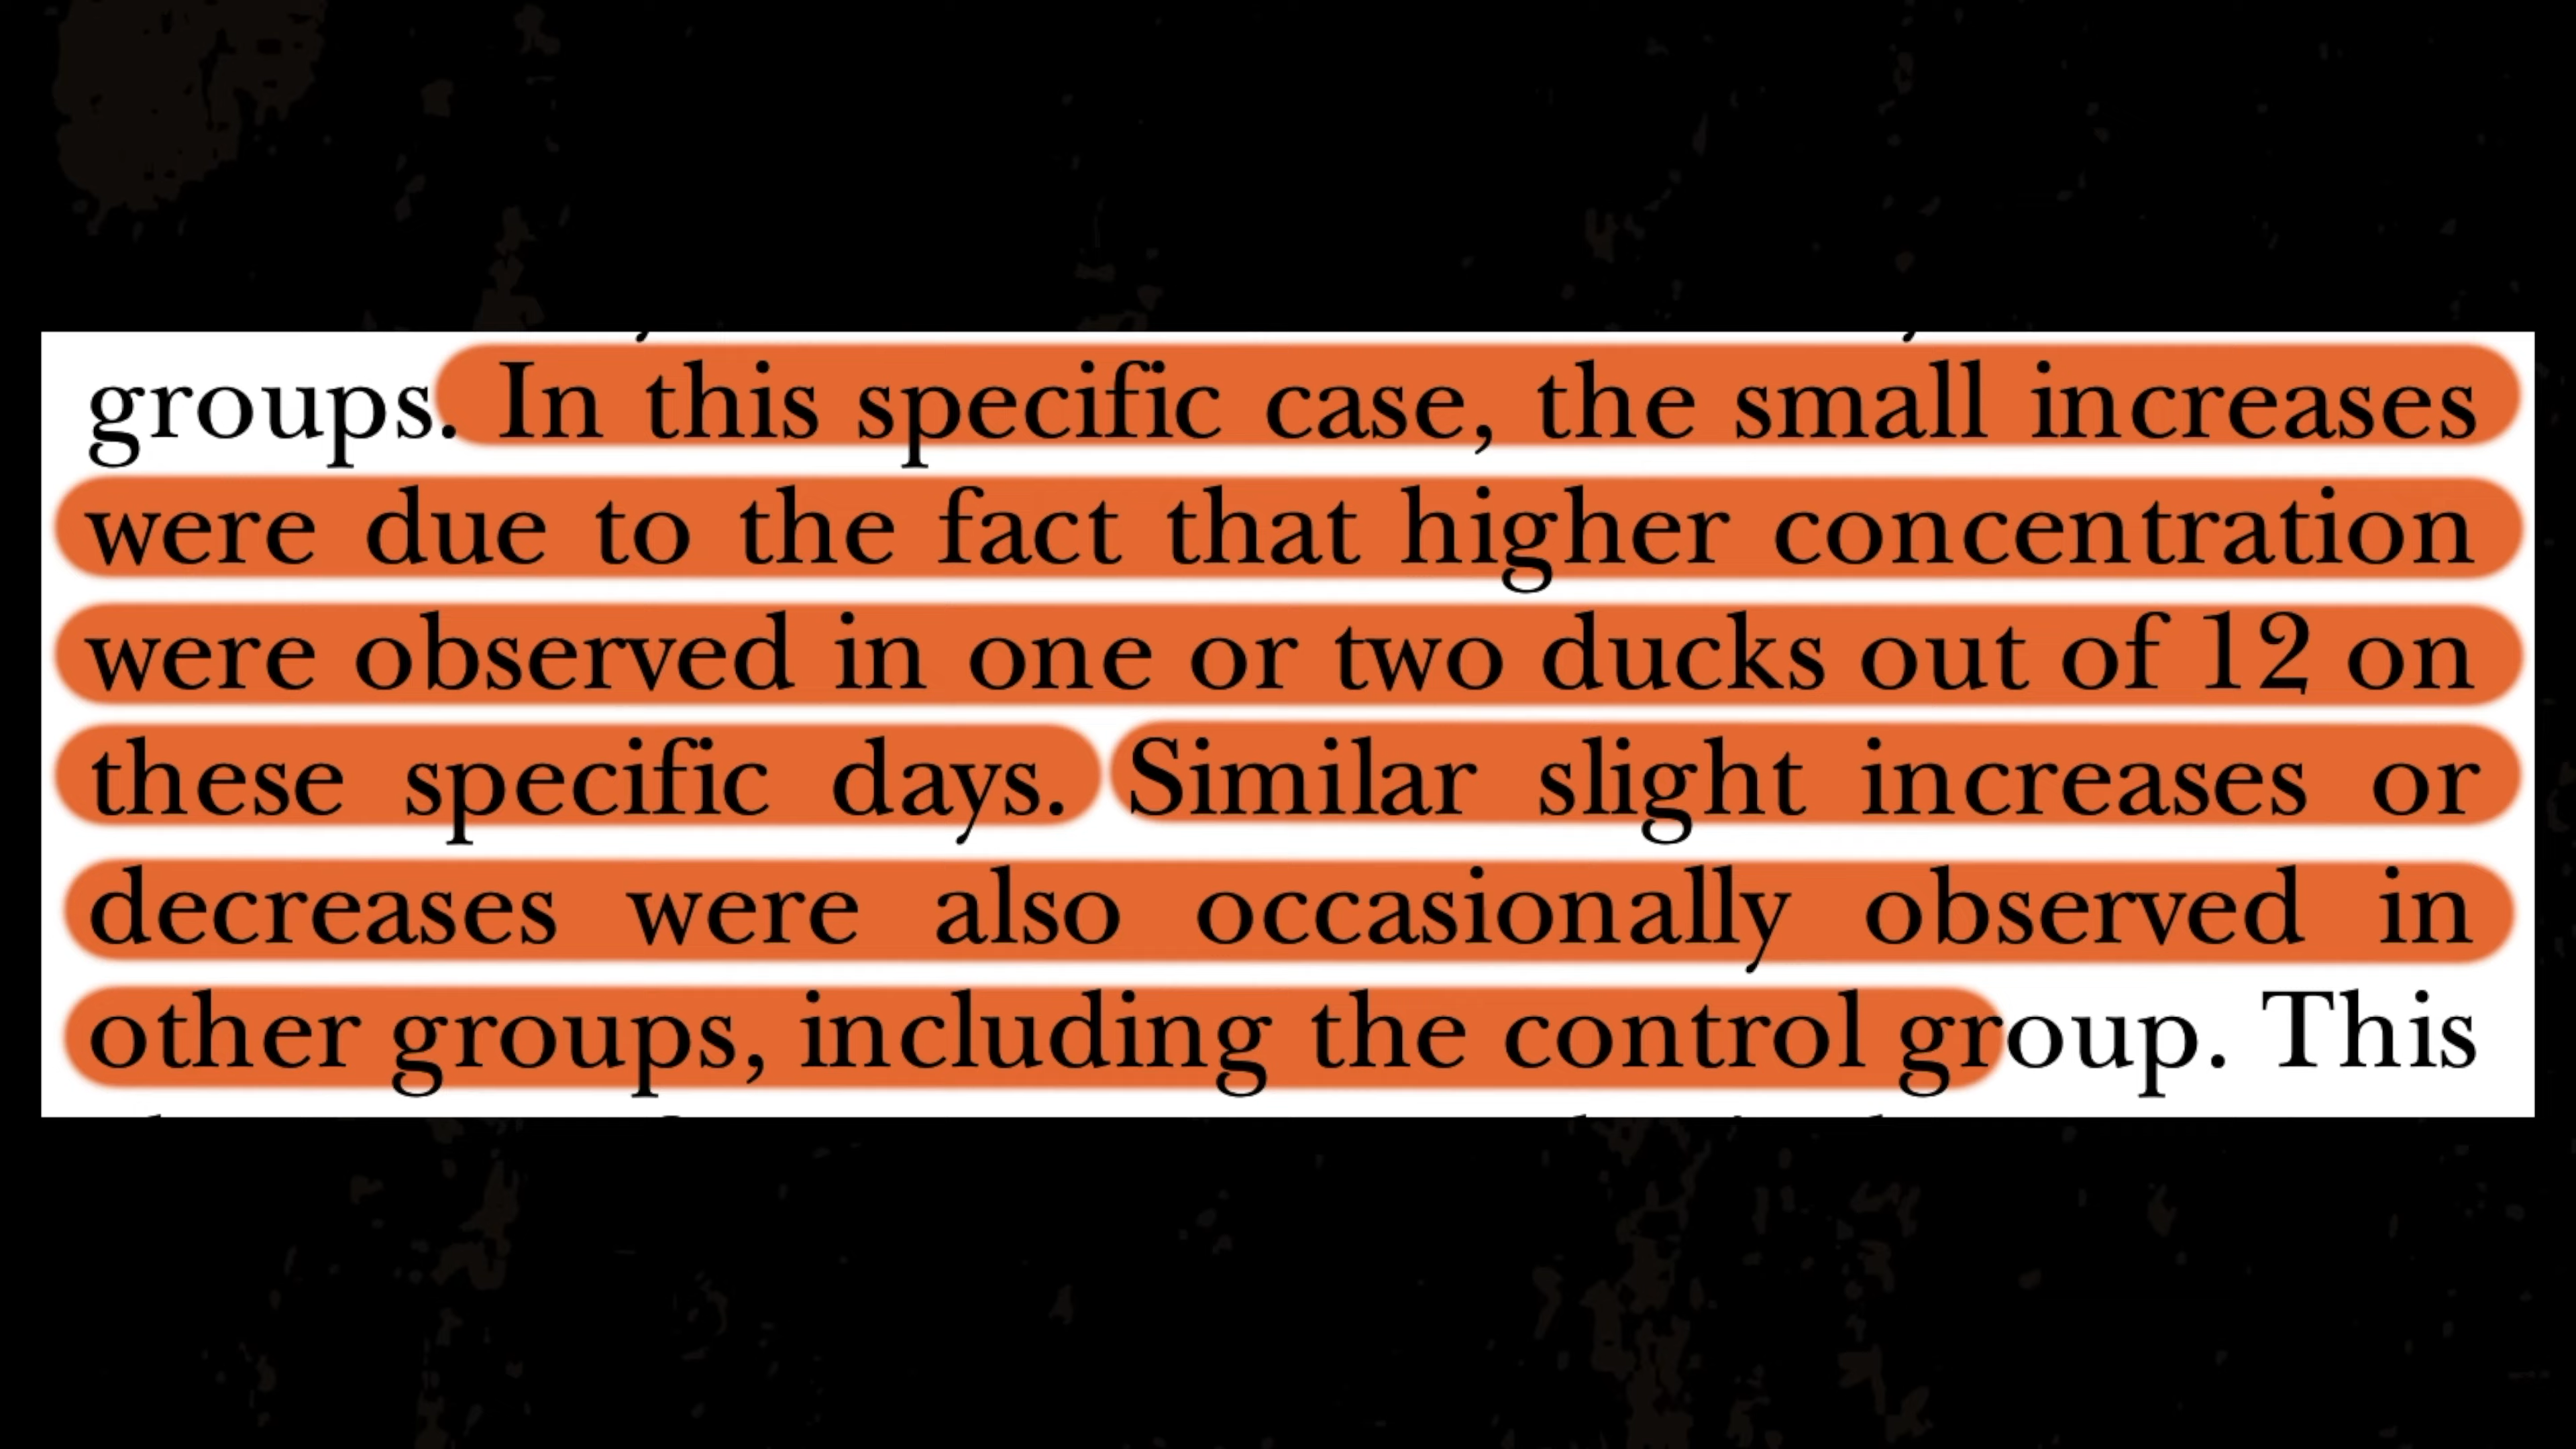 groups. In this specific case, the small increases
were due to the fact that higher concentration
were observed in one or two ducks out of 12 on
these specific days. Similar slight increases or
decreases were also occasionally observed in
other groups, including the control group. This